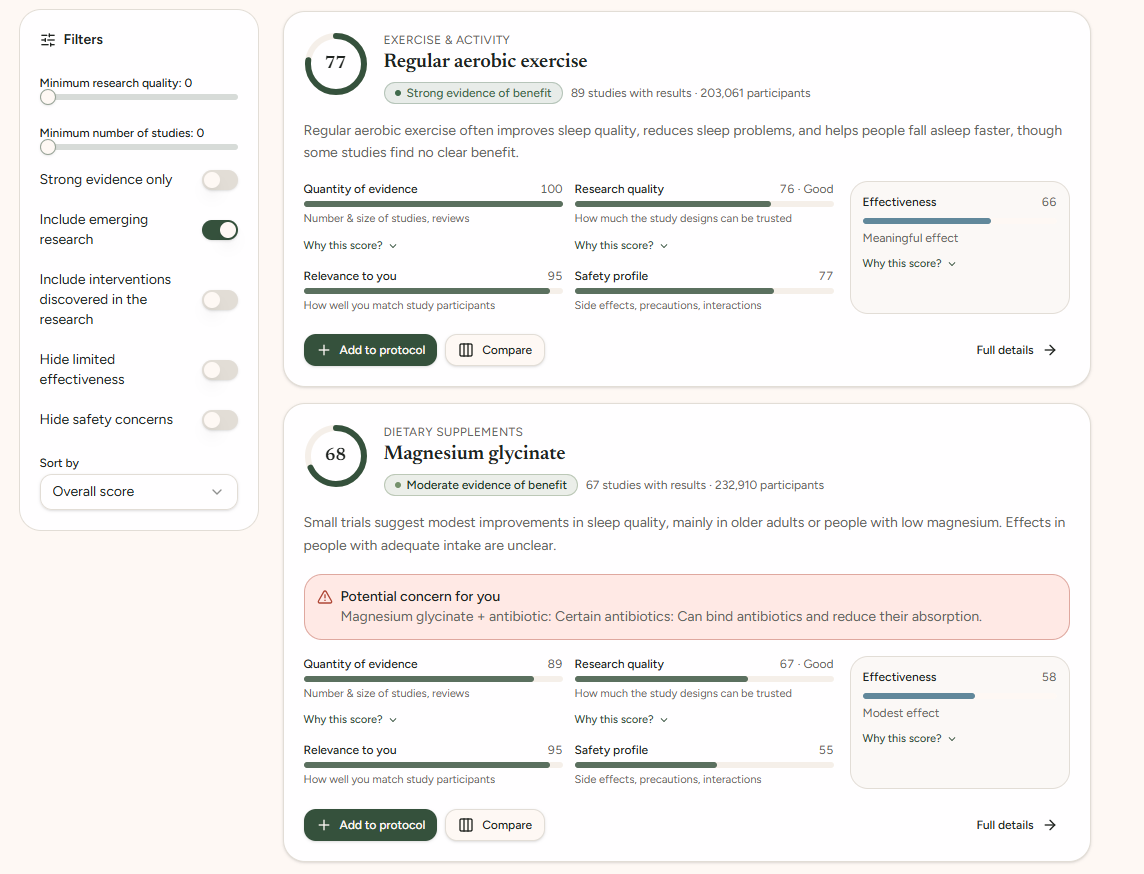 Filters
Minimum research quality: 0
Minimum number of studies: 0
Strong evidence only
Include emerging
research
Include interventions
discovered in the
research
Hide limited
effectiveness
Hide safety concerns
Sort by
Overall score
77
EXERCISE & ACTIVITY
Regular aerobic exercise
Strong evidence of benefit
89 studies with results · 203,061 participants
Regular aerobic exercise often improves sleep quality, reduces sleep problems, and helps people fall asleep faster, though
some studies find no clear benefit.
Quantity of evidence 100
Number & size of studies, reviews
Why this score?
Research quality 76 · Good
How much the study designs can be trusted
Why this score?
Relevance to you 95
How well you match study participants
Safety profile 77
Side effects, precautions, interactions
Effectiveness 66
Meaningful effect
Why this score?
Add to protocol
Compare
Full details
68
DIETARY SUPPLEMENTS
Magnesium glycinate
Moderate evidence of benefit
67 studies with results · 232,910 participants
Small trials suggest modest improvements in sleep quality, mainly in older adults or people with low magnesium. Effects in
people with adequate intake are unclear.
Potential concern for you
Magnesium glycinate + antibiotic: Certain antibiotics: Can bind antibiotics and reduce their absorption.
Quantity of evidence 89
Number & size of studies, reviews
Why this score?
Research quality 67 · Good
How much the study designs can be trusted
Why this score?
Relevance to you 95
How well you match study participants
Safety profile 55
Side effects, precautions, interactions
Effectiveness 58
Modest effect
Why this score?
Add to protocol
Compare
Full details